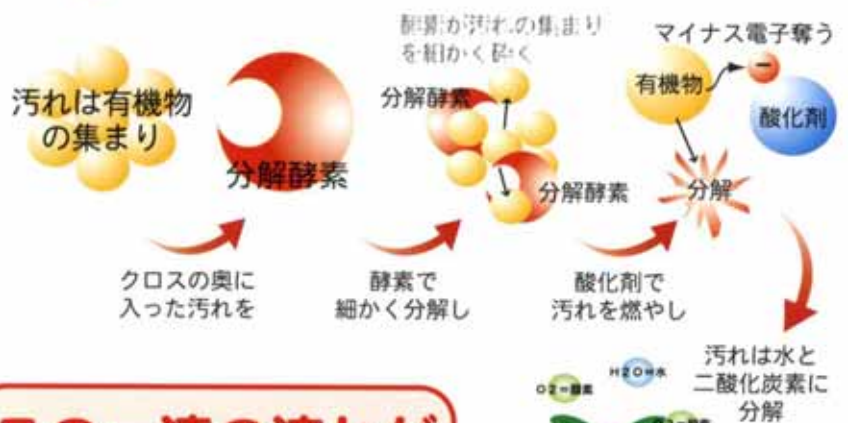 酵素が汚れの集まり
を細かく砕く
マイナス電子奪う
汚れは有機物
の集まり
分解酵素
分解酵素
分解酵素
有機物
酸化剤
分解
クロスの奥に
入った汚れを
酵素で
細かく分解し
酸化剤で
汚れを燃やし
汚れは水と
二酸化炭素に
分解
H2O=水
O2=酸素